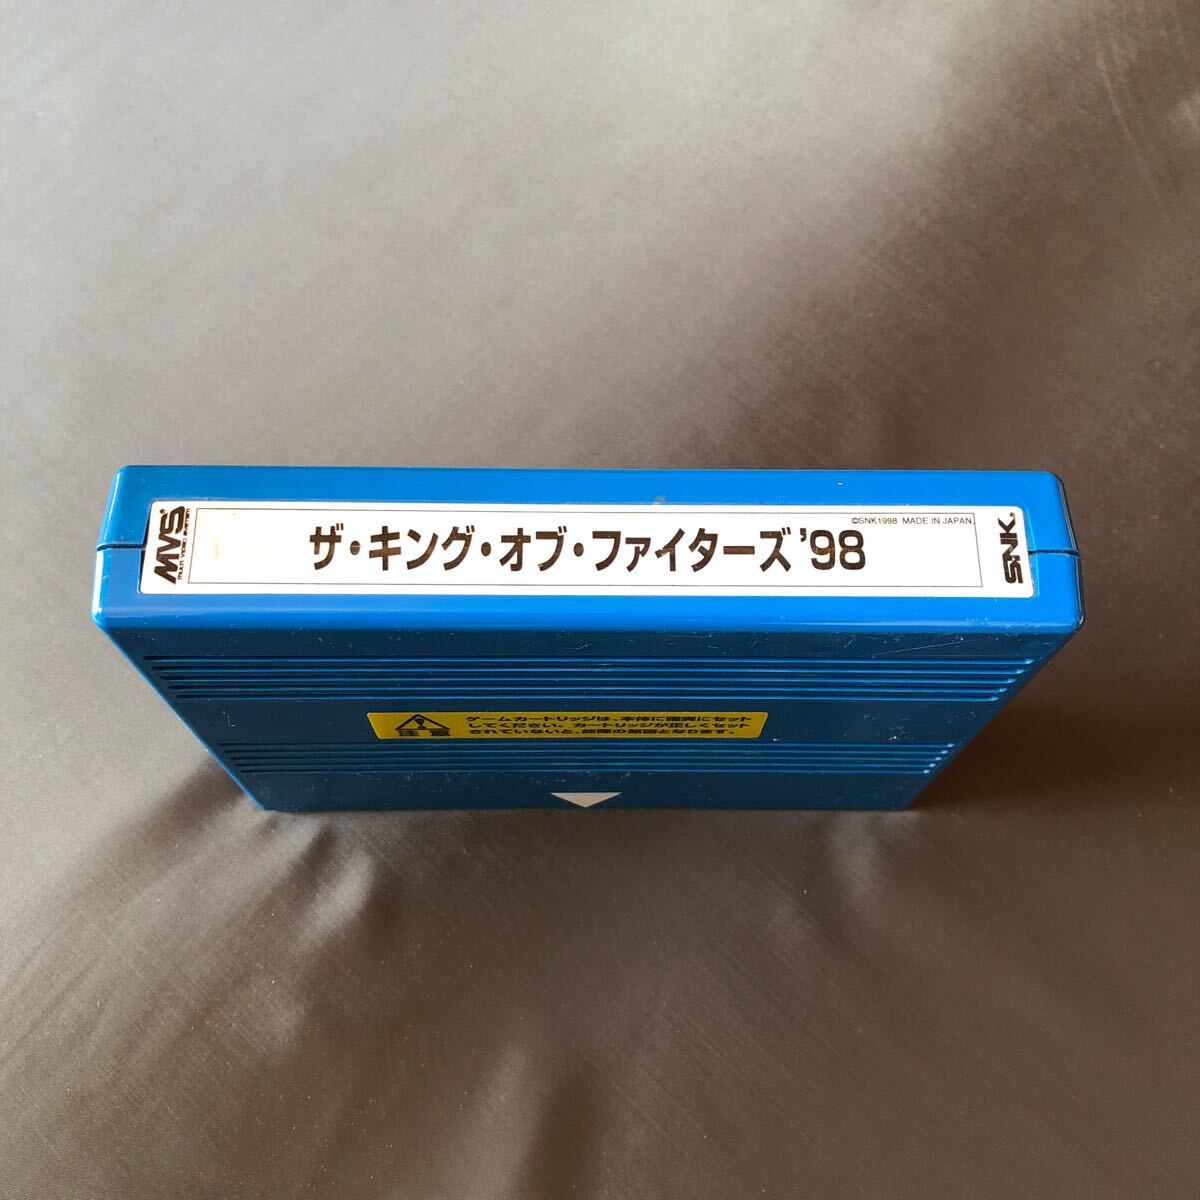 MVS
MULTI VIDEO SYSTEM
ザ・キング・オブ・ファイターズ '98
©SNK1998 MADE IN JAPAN.
SNK®
注意
ゲームカートリッジは、本体に確実にセット
してください。カートリッジが正しくセット
されていないと、故障の原因となります。